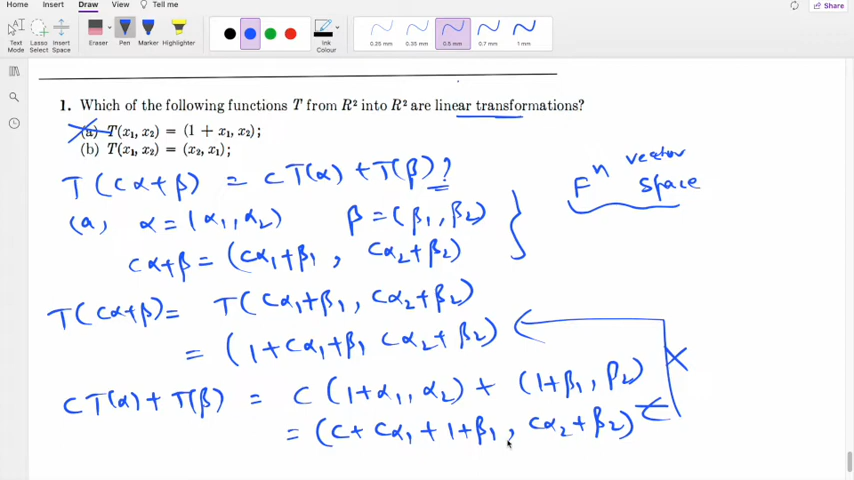 Home Insert Draw View Tell me Share
Text Mode Lasso Select Insert Space Eraser Pen Marker Highlighter Ink Colour 0.25 mm 0.35 mm 0.5 mm 0.7 mm 1 mm
1. Which of the following functions T from R² into R² are linear transformations?
(a) T(x₁, x₂) = (1 + x₁, x₂);
(b) T(x₁, x₂) = (x₂, x₁);
T(cα+β) = cT(α)+T(β)?
Fⁿ vector space
(a, α=(α₁,α₂) β=(β₁,β₂)
cα+β = (cα₁+β₁, cα₂+β₂)
T(cα+β)= T(cα₁+β₁, cα₂+β₂)
= (1+cα₁+β₁ cα₂+β₂)
cT(α)+T(β) = c(1+α₁,α₂)+(1+β₁,β₂)
= (c+cα₁+1+β₁, cα₂+β₂)